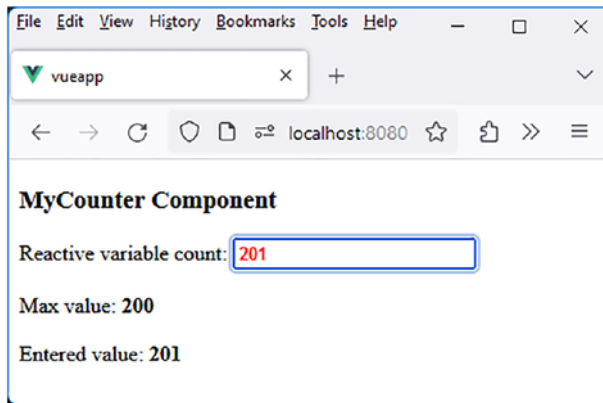 File Edit View History Bookmarks Tools Help
vueapp
localhost:8080
MyCounter Component
Reactive variable count: 201
Max value: 200
Entered value: 201